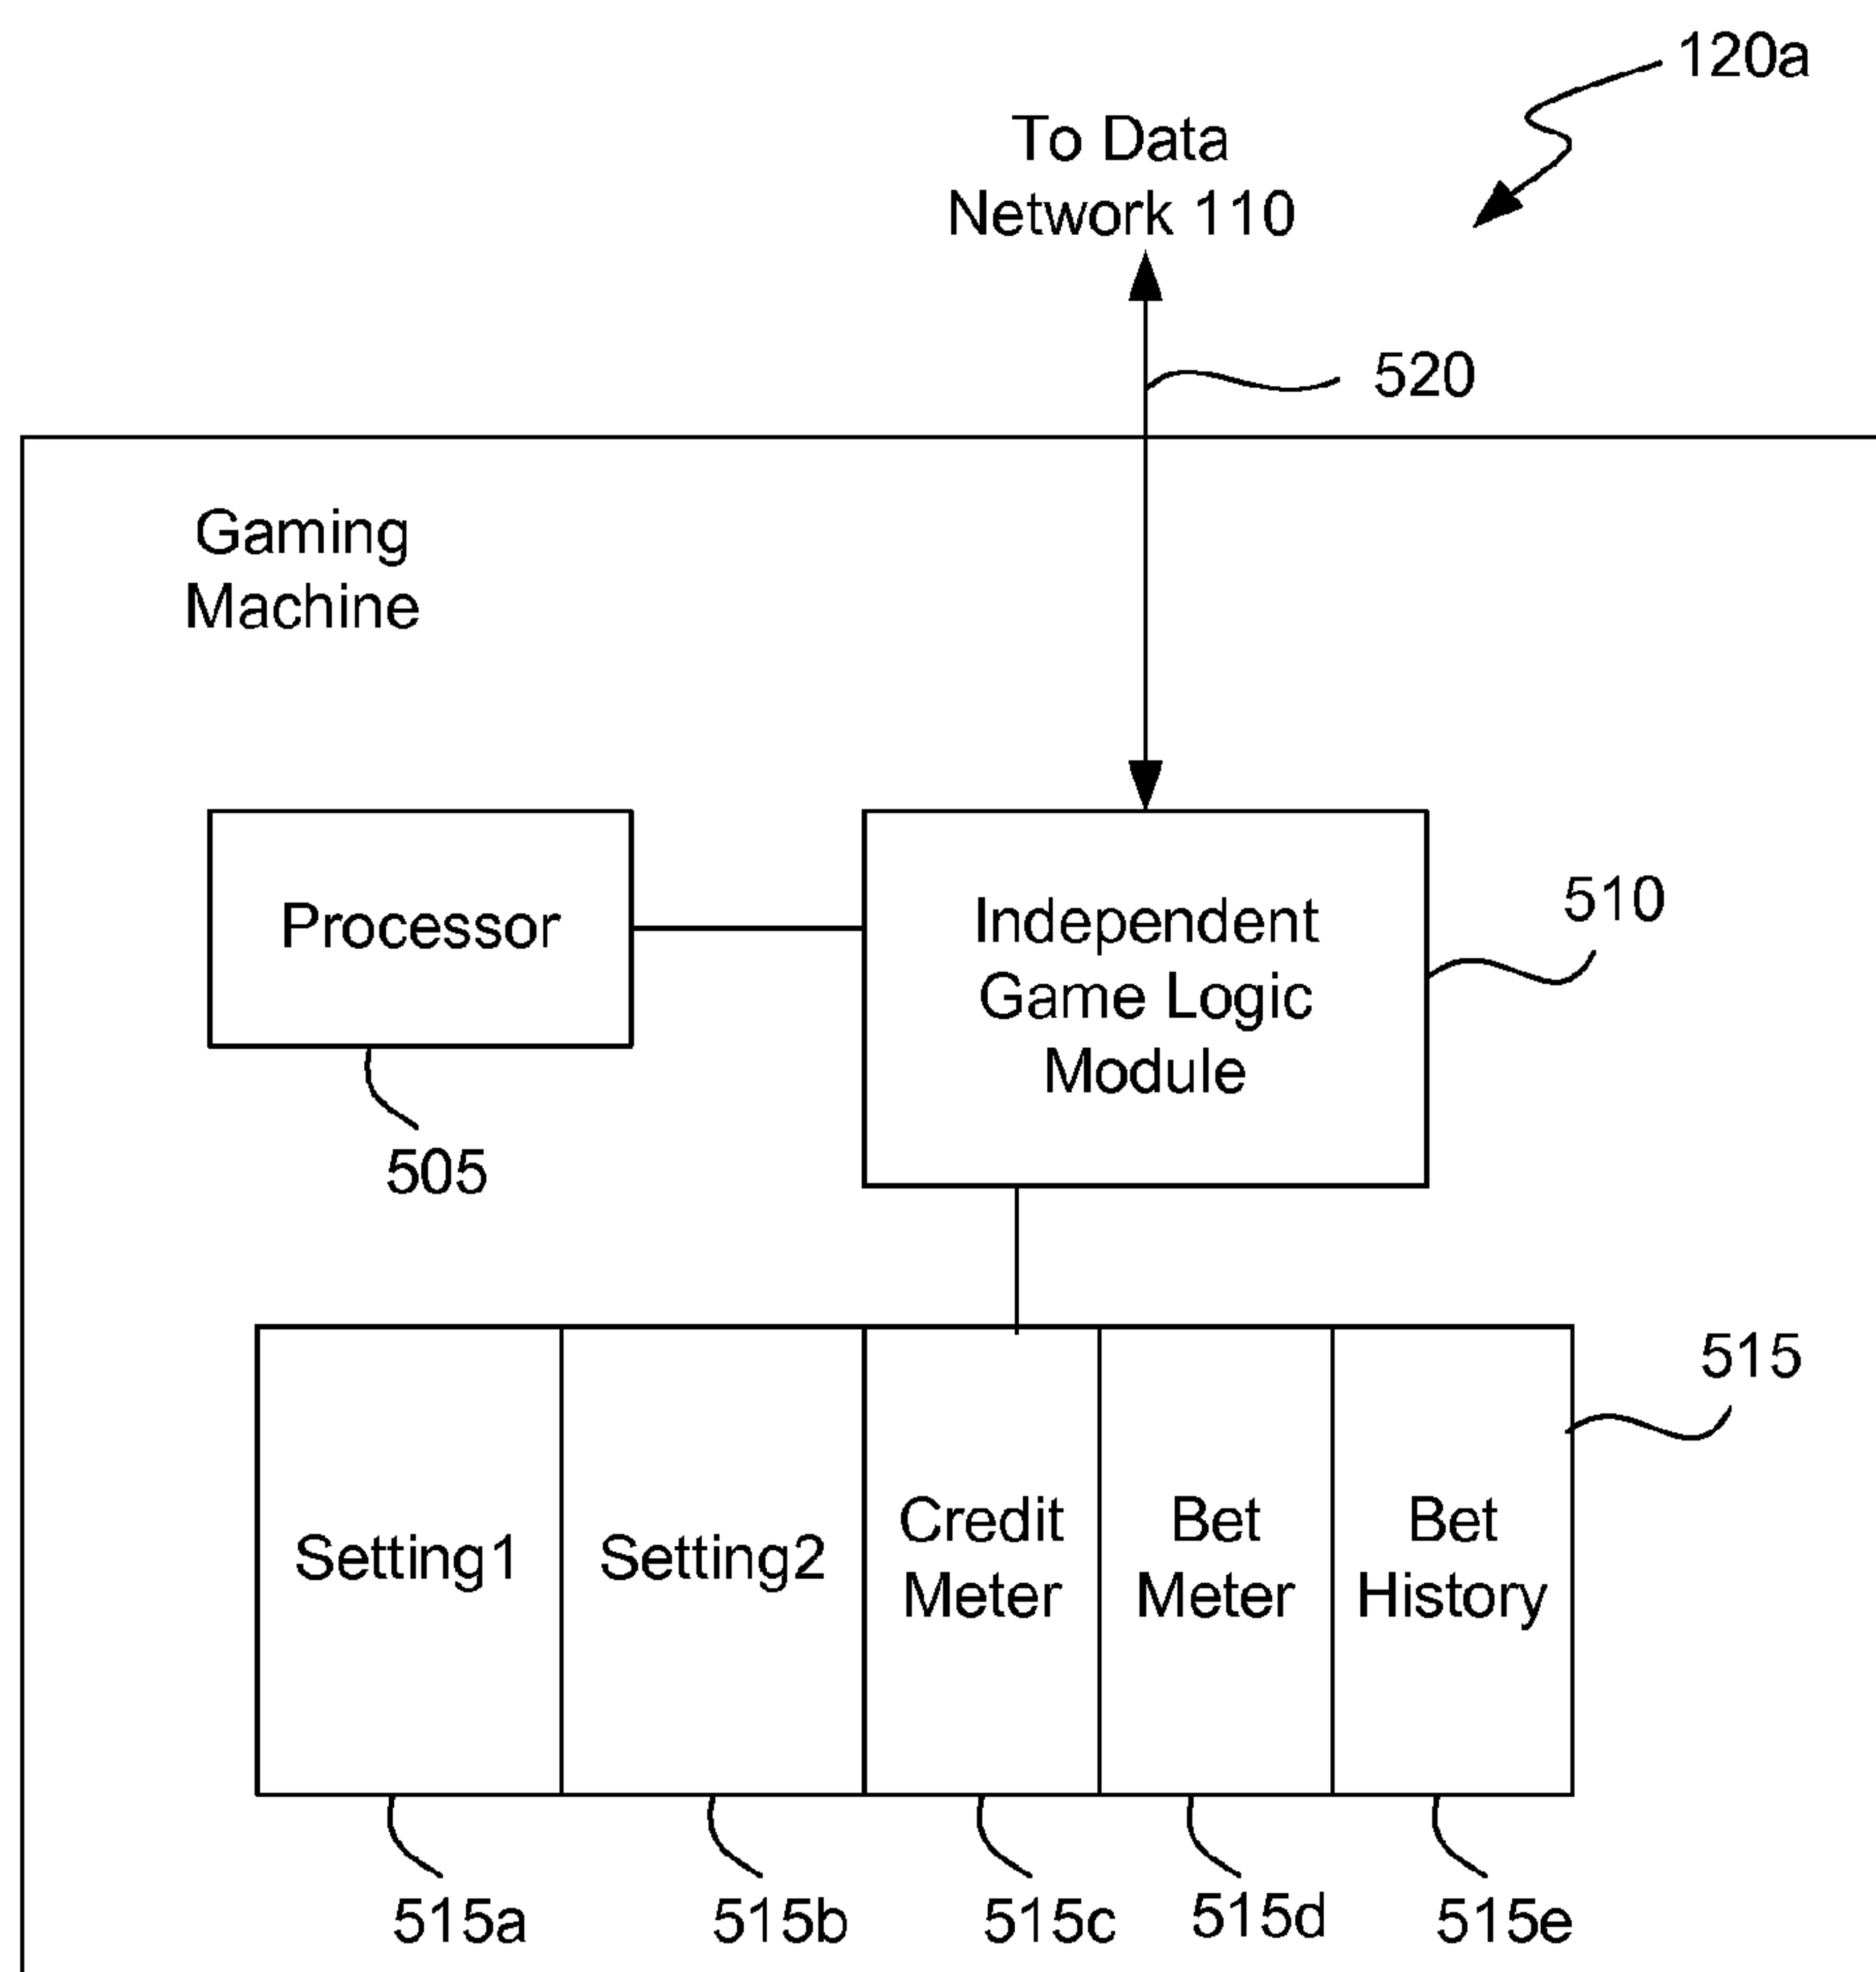 120a
To Data
Network 110
520
Gaming
Machine
Processor
Independent
Game Logic
Module
510
505
515
Setting1
Setting2
Credit
Meter
Bet
Meter
Bet
History
515a
515b
515c
515d
515e